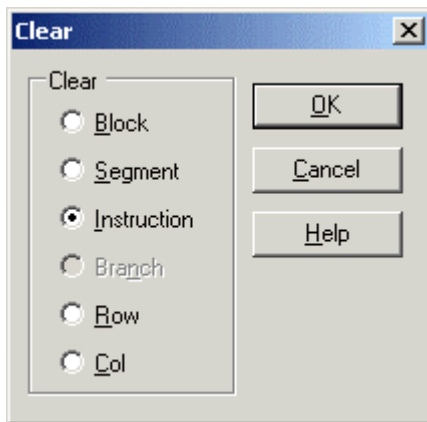 Clear
Clear
Block
Segment
Instruction
Branch
Row
Col
OK
Cancel
Help